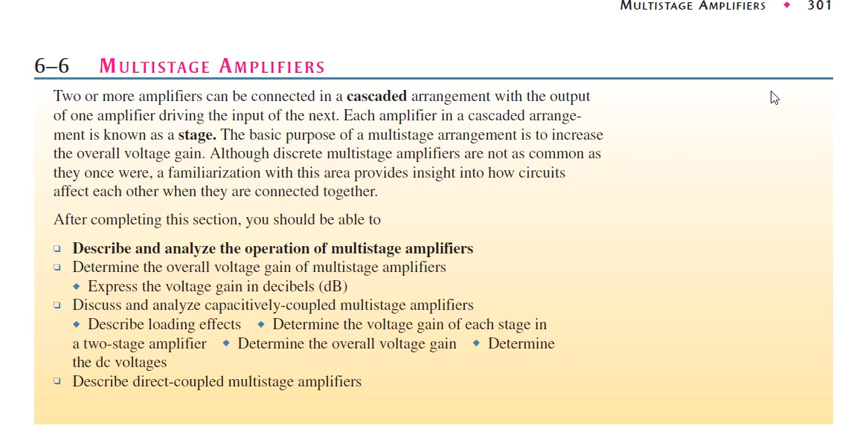 MULTISTAGE AMPLIFIERS ◆ 301
6–6 MULTISTAGE AMPLIFIERS
Two or more amplifiers can be connected in a cascaded arrangement with the output
of one amplifier driving the input of the next. Each amplifier in a cascaded arrange-
ment is known as a stage. The basic purpose of a multistage arrangement is to increase
the overall voltage gain. Although discrete multistage amplifiers are not as common as
they once were, a familiarization with this area provides insight into how circuits
affect each other when they are connected together.
After completing this section, you should be able to
❏ Describe and analyze the operation of multistage amplifiers
❏ Determine the overall voltage gain of multistage amplifiers
◆ Express the voltage gain in decibels (dB)
❏ Discuss and analyze capacitively-coupled multistage amplifiers
◆ Describe loading effects ◆ Determine the voltage gain of each stage in
a two-stage amplifier ◆ Determine the overall voltage gain ◆ Determine
the dc voltages
❏ Describe direct-coupled multistage amplifiers